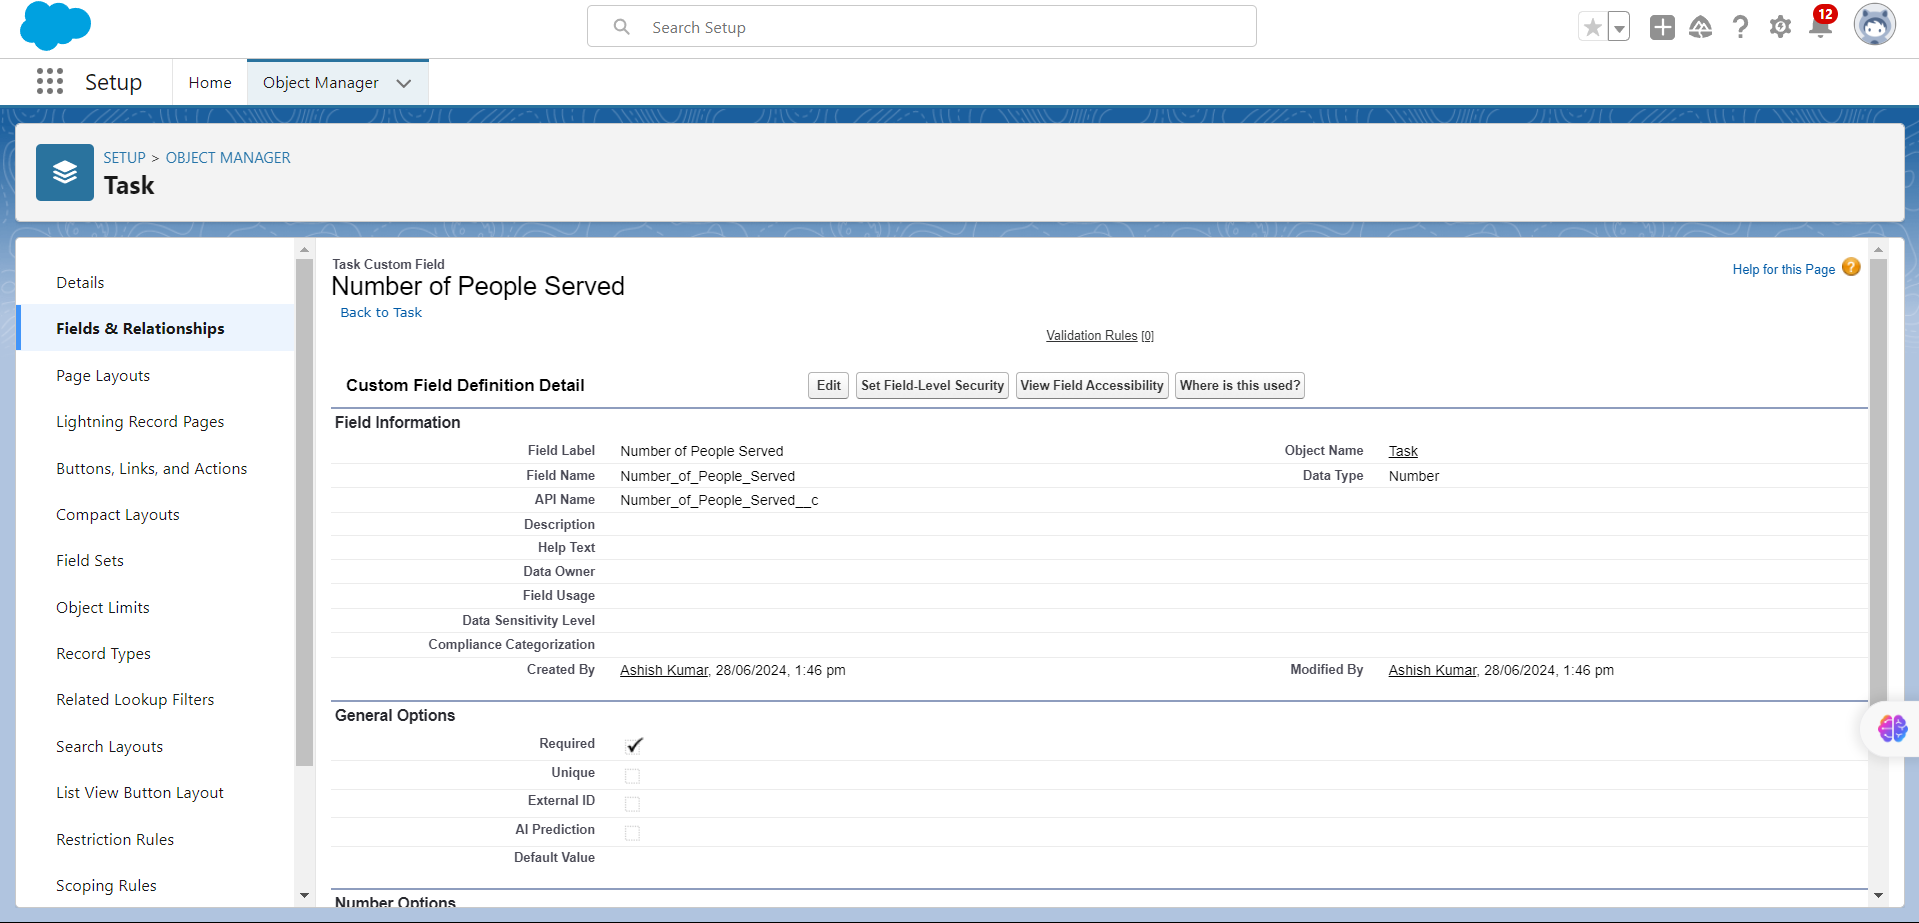 Search Setup
12
Setup
Home
Object Manager
SETUP > OBJECT MANAGER
Task
Details
Fields & Relationships
Page Layouts
Lightning Record Pages
Buttons, Links, and Actions
Compact Layouts
Field Sets
Object Limits
Record Types
Related Lookup Filters
Search Layouts
List View Button Layout
Restriction Rules
Scoping Rules
Task Custom Field
Number of People Served
Back to Task
Help for this Page ?
Validation Rules [0]
Custom Field Definition Detail
Edit Set Field-Level Security View Field Accessibility Where is this used?
Field Information
Field Label Number of People Served Object Name Task
Field Name Number_of_People_Served Data Type Number
API Name Number_of_People_Served__c
Description
Help Text
Data Owner
Field Usage
Data Sensitivity Level
Compliance Categorization
Created By Ashish Kumar, 28/06/2024, 1:46 pm Modified By Ashish Kumar, 28/06/2024, 1:46 pm
General Options
Required
Unique
External ID
AI Prediction
Default Value
Number Options